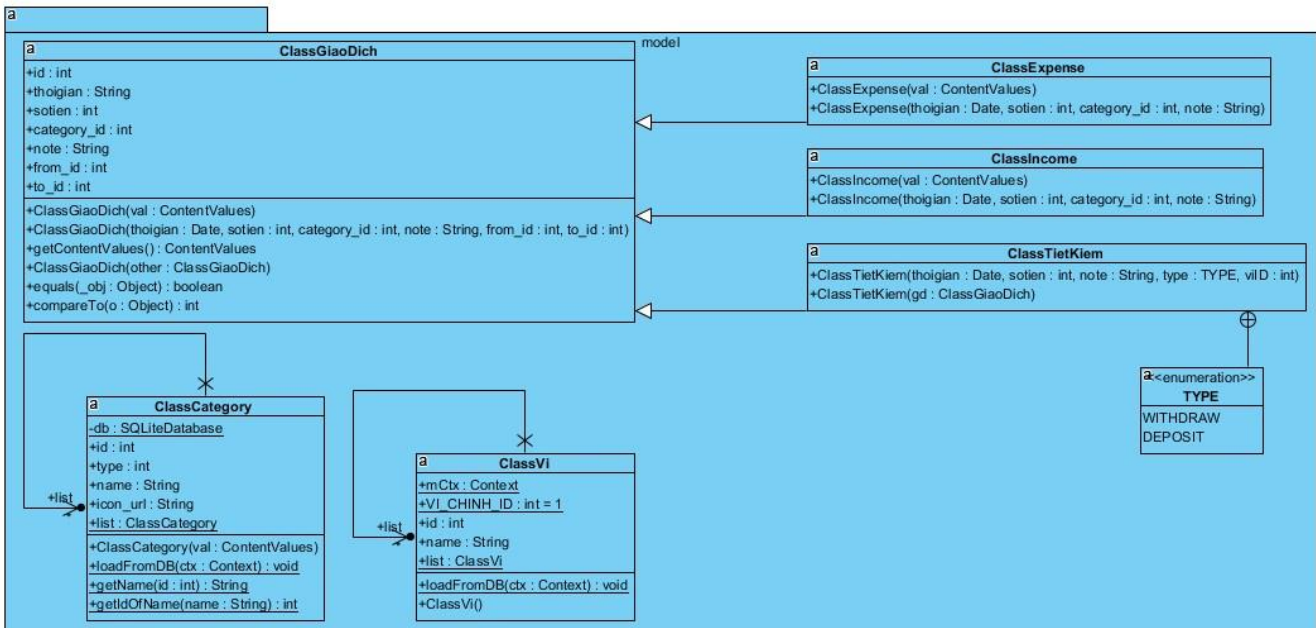 a
model
a
ClassGiaoDich
+id : int
+thoigian : String
+sotien : int
+category_id : int
+note : String
+from_id : int
+to_id : int
+ClassGiaoDich(val : ContentValues)
+ClassGiaoDich(thoigian : Date, sotien : int, category_id : int, note : String, from_id : int, to_id : int)
+getContentValues() : ContentValues
+ClassGiaoDich(other : ClassGiaoDich)
+equals(_obj : Object) : boolean
+compareTo(o : Object) : int
a
ClassExpense
+ClassExpense(val : ContentValues)
+ClassExpense(thoigian : Date, sotien : int, category_id : int, note : String)
a
ClassIncome
+ClassIncome(val : ContentValues)
+ClassIncome(thoigian : Date, sotien : int, category_id : int, note : String)
a
ClassTietKiem
+ClassTietKiem(thoigian : Date, sotien : int, note : String, type : TYPE, viID : int)
+ClassTietKiem(gd : ClassGiaoDich)
a
<<enumeration>>
TYPE
WITHDRAW
DEPOSIT
a
ClassCategory
-db : SQLiteDatabase
+id : int
+type : int
+name : String
+icon_url : String
+list : ClassCategory
+ClassCategory(val : ContentValues)
+loadFromDB(ctx : Context) : void
+getName(id : int) : String
+getIdOfName(name : String) : int
+list
a
ClassVi
+mCtx : Context
+VI_CHINH_ID : int = 1
+id : int
+name : String
+list : ClassVi
+loadFromDB(ctx : Context) : void
+ClassVi()
+list